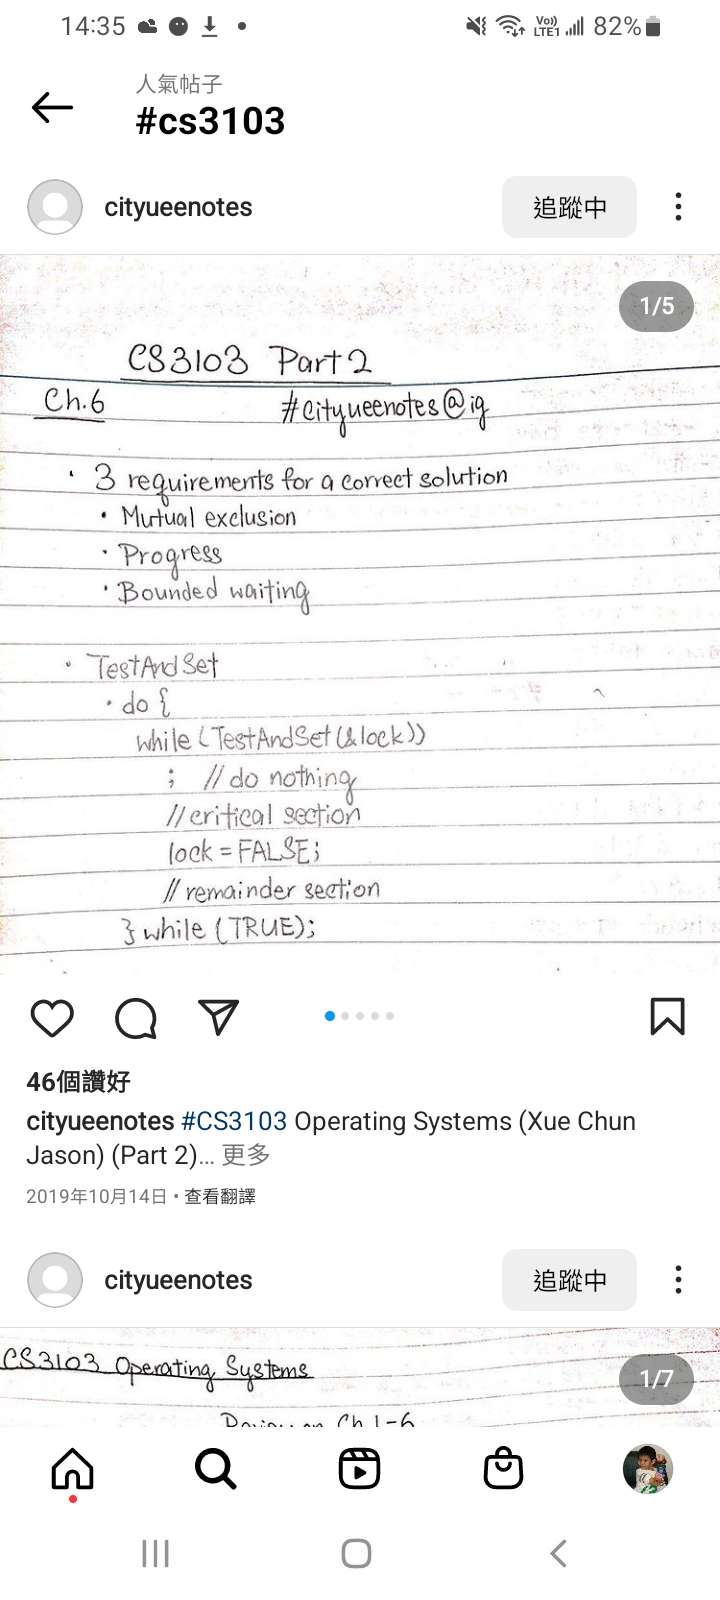 14:35
Vo)) LTE1 82%
人氣帖子
#cs3103
cityueenotes 追蹤中
1/5
CS3103 Part 2
Ch.6 #cityueenotes@ig
• 3 requirements for a correct solution
• Mutual exclusion
• Progress
• Bounded waiting
• TestAndSet
• do {
while (TestAndSet(&lock))
; // do nothing
// critical section
lock = FALSE;
// remainder section
} while (TRUE);
46個讚好
cityueenotes #CS3103 Operating Systems (Xue Chun
Jason) (Part 2)... 更多
2019年10月14日 • 查看翻譯
cityueenotes 追蹤中
CS3103 Operating Systems
1/7
Ch 1-6